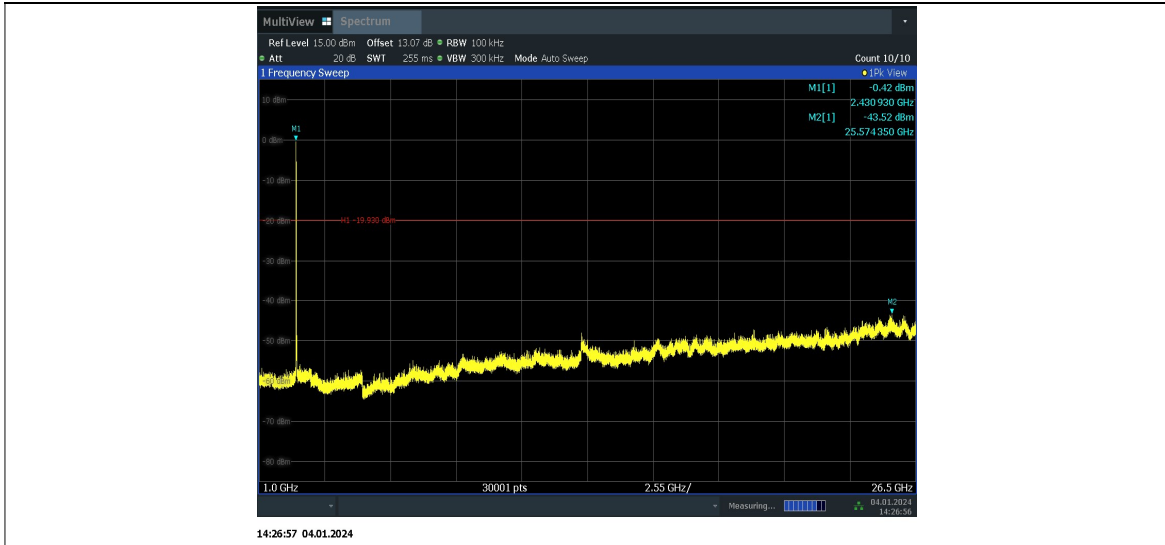 MultiView Spectrum
Ref Level 15.00 dBm Offset 13.07 dB RBW 100 kHz
Att 20 dB SWT 255 ms VBW 300 kHz Mode Auto Sweep Count 10/10
1 Frequency Sweep 1Pk View
M1[1] -0.42 dBm
2.430 930 GHz
M2[1] -43.52 dBm
25.574 350 GHz
10 dBm
M1
0 dBm
-10 dBm
-20 dBm
H1 -19.930 dBm
-30 dBm
-40 dBm
M2
-50 dBm
-60 dBm
-70 dBm
-80 dBm
1.0 GHz 30001 pts 2.55 GHz/ 26.5 GHz
Measuring... 04.01.2024
14:26:56
14:26:57 04.01.2024